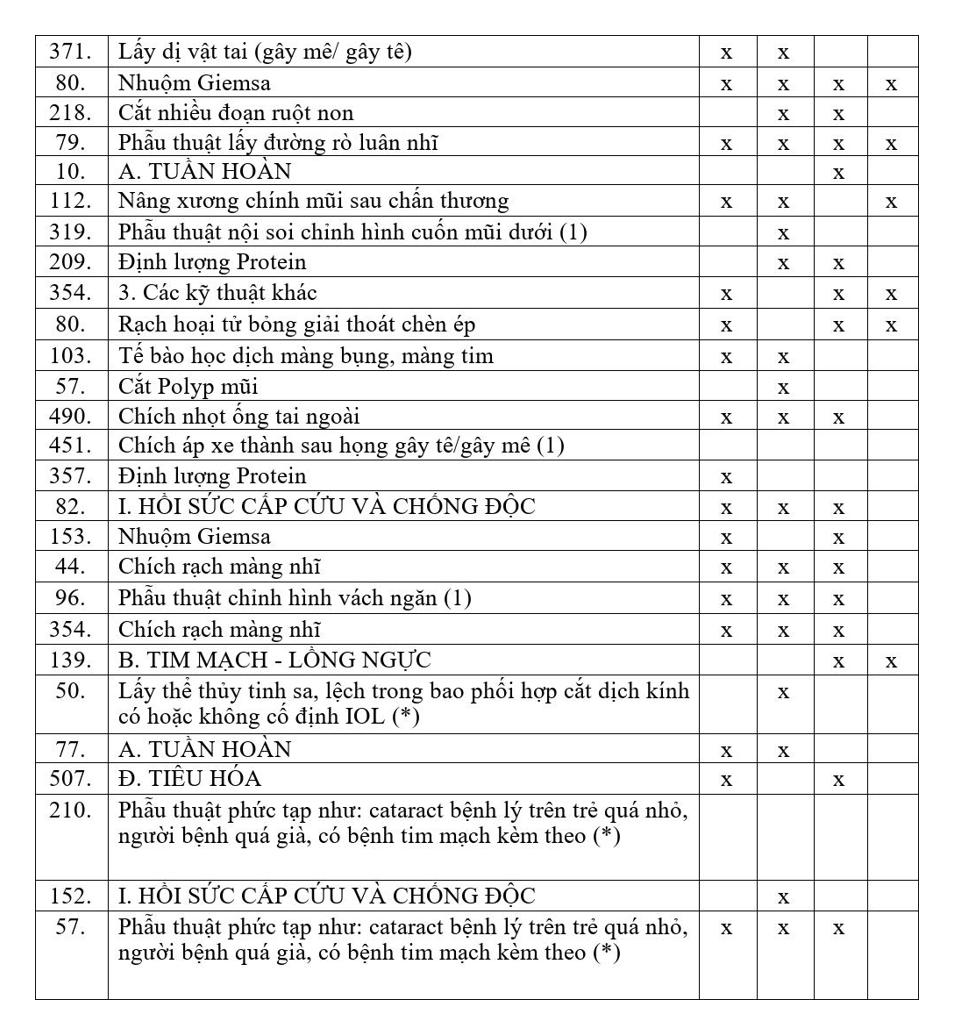 371. Lấy dị vật tai (gây mê/ gây tê) x x
80. Nhuộm Giemsa x x x x
218. Cắt nhiều đoạn ruột non x x
79. Phẫu thuật lấy đường rò luân nhĩ x x x x
10. A. TUẦN HOÀN x
112. Nâng xương chính mũi sau chấn thương x x x
319. Phẫu thuật nội soi chỉnh hình cuốn mũi dưới (1) x
209. Định lượng Protein x x
354. 3. Các kỹ thuật khác x x x
80. Rạch hoại tử bỏng giải thoát chèn ép x x x
103. Tế bào học dịch màng bụng, màng tim x x
57. Cắt Polyp mũi x
490. Chích nhọt ống tai ngoài x x x
451. Chích áp xe thành sau họng gây tê/gây mê (1)
357. Định lượng Protein x
82. I. HỒI SỨC CẤP CỨU VÀ CHỐNG ĐỘC x x x
153. Nhuộm Giemsa x x
44. Chích rạch màng nhĩ x x x
96. Phẫu thuật chỉnh hình vách ngăn (1) x x x
354. Chích rạch màng nhĩ x x x
139. B. TIM MẠCH - LỒNG NGỰC x x
50. Lấy thể thủy tinh sa, lệch trong bao phối hợp cắt dịch kính x
có hoặc không cố định IOL (*)
77. A. TUẦN HOÀN x x
507. Đ. TIÊU HÓA x x
210. Phẫu thuật phức tạp như: cataract bệnh lý trên trẻ quá nhỏ,
người bệnh quá già, có bệnh tim mạch kèm theo (*)
152. I. HỒI SỨC CẤP CỨU VÀ CHỐNG ĐỘC x
57. Phẫu thuật phức tạp như: cataract bệnh lý trên trẻ quá nhỏ, x x x
người bệnh quá già, có bệnh tim mạch kèm theo (*)